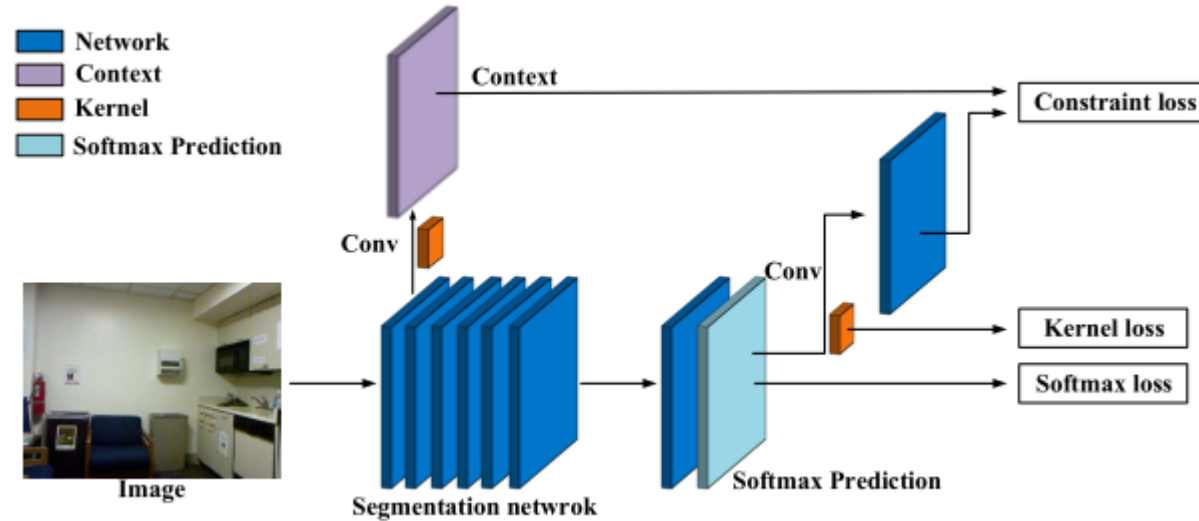 Network
Context
Kernel
Softmax Prediction
Context
Constraint loss
Conv
Conv
Kernel loss
Softmax loss
Image
Segmentation netwrok
Softmax Prediction